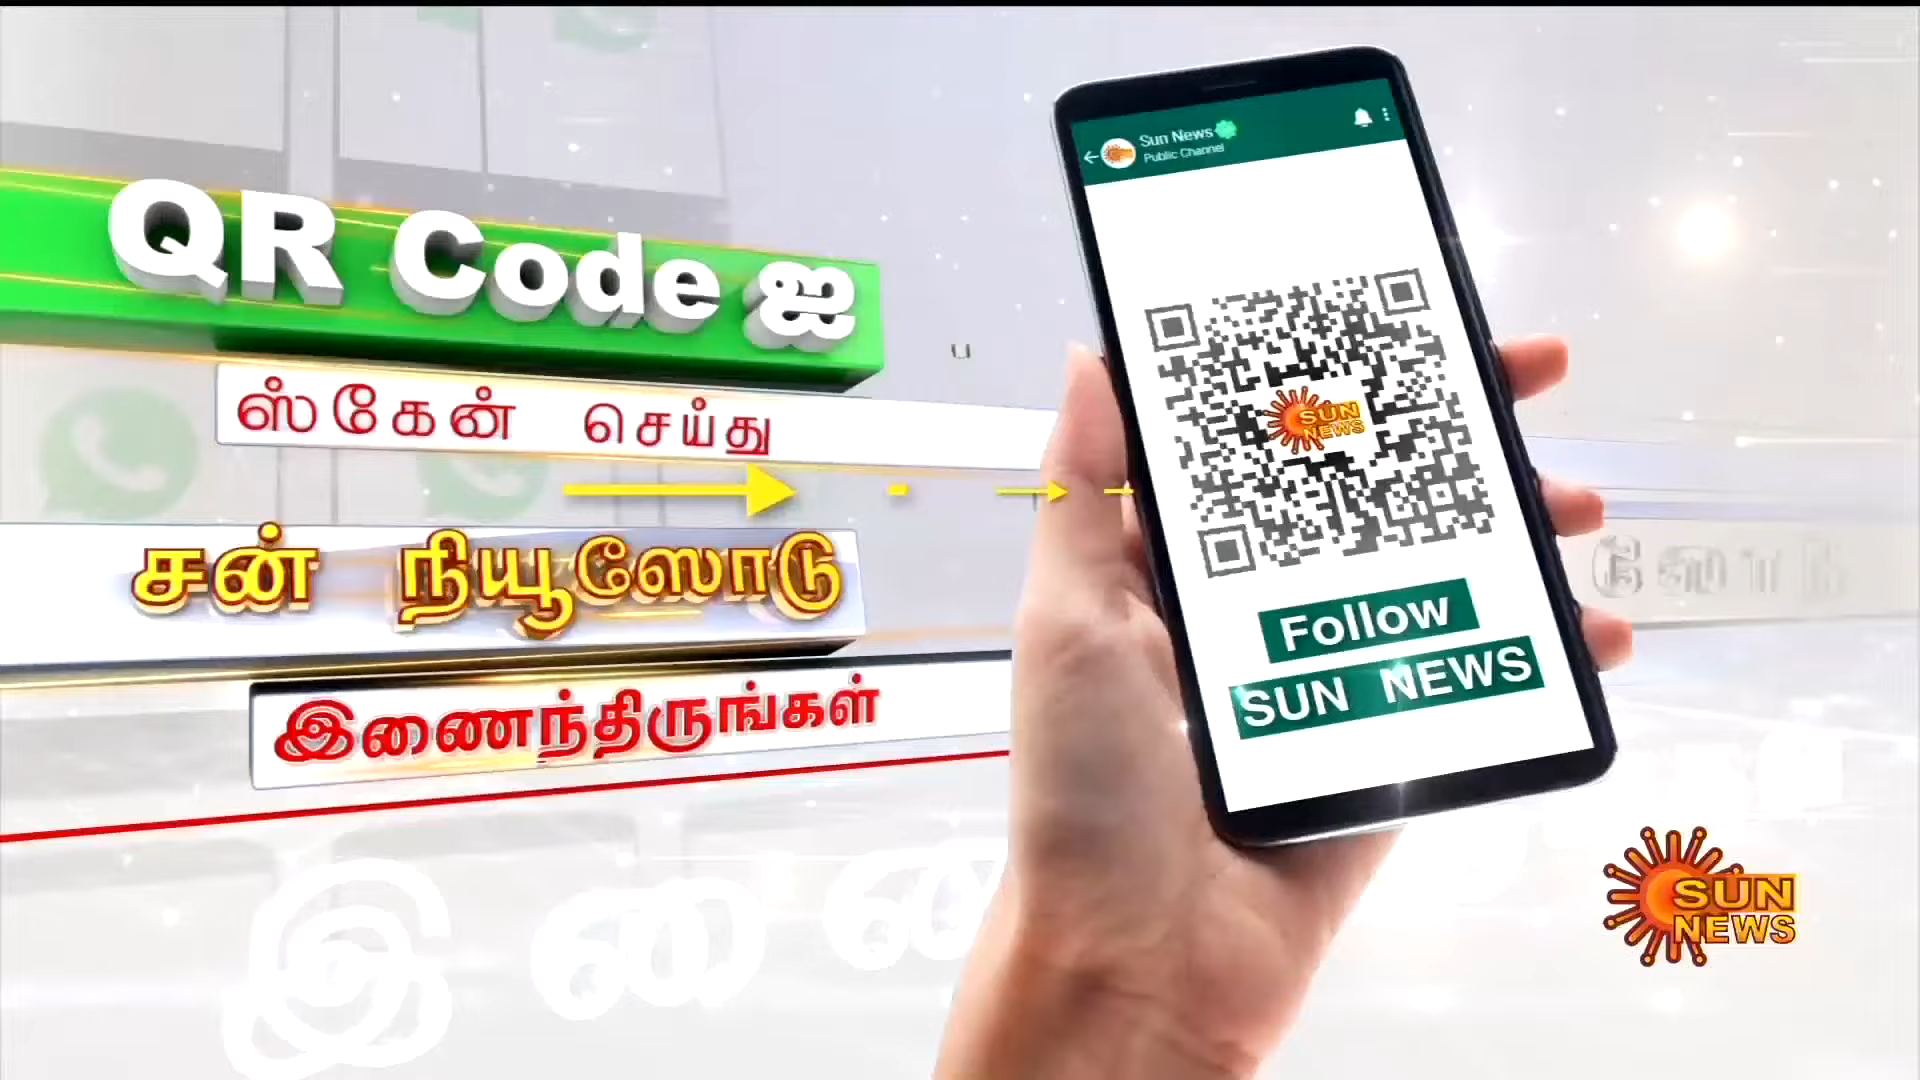 QR Code ஐ
ஸ்கேன் செய்து
சன் நியூஸோடு
இணைந்திருங்கள்
Sun News
Public Channel
SUN
NEWS
Follow
SUN NEWS
SUN
NEWS